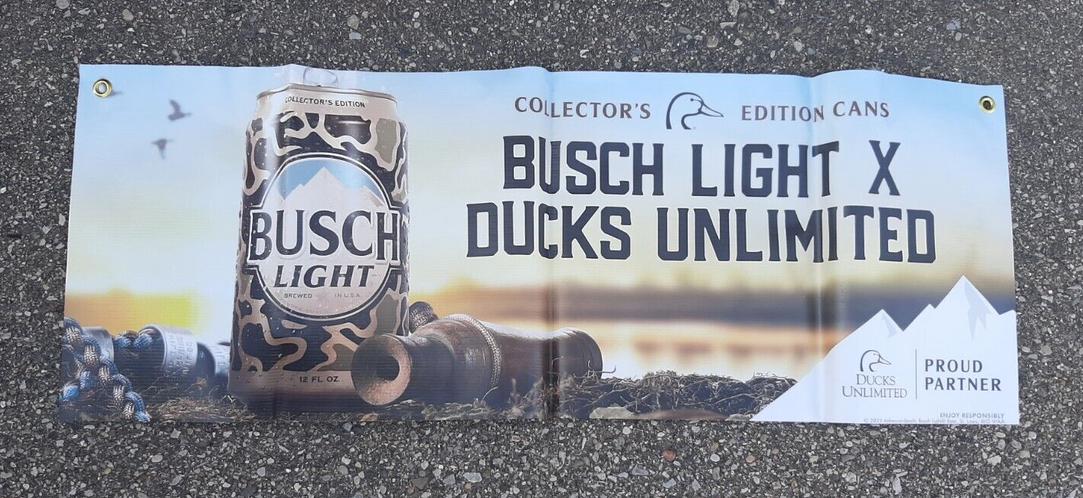 COLLECTOR'S EDITION CANS
BUSCH LIGHT X
DUCKS UNLIMITED
COLLECTOR'S EDITION
BUSCH
LIGHT
BREWED IN U.S.A.
12 FL. OZ.
DUCKS
UNLIMITED
PROUD
PARTNER
ENJOY RESPONSIBLY